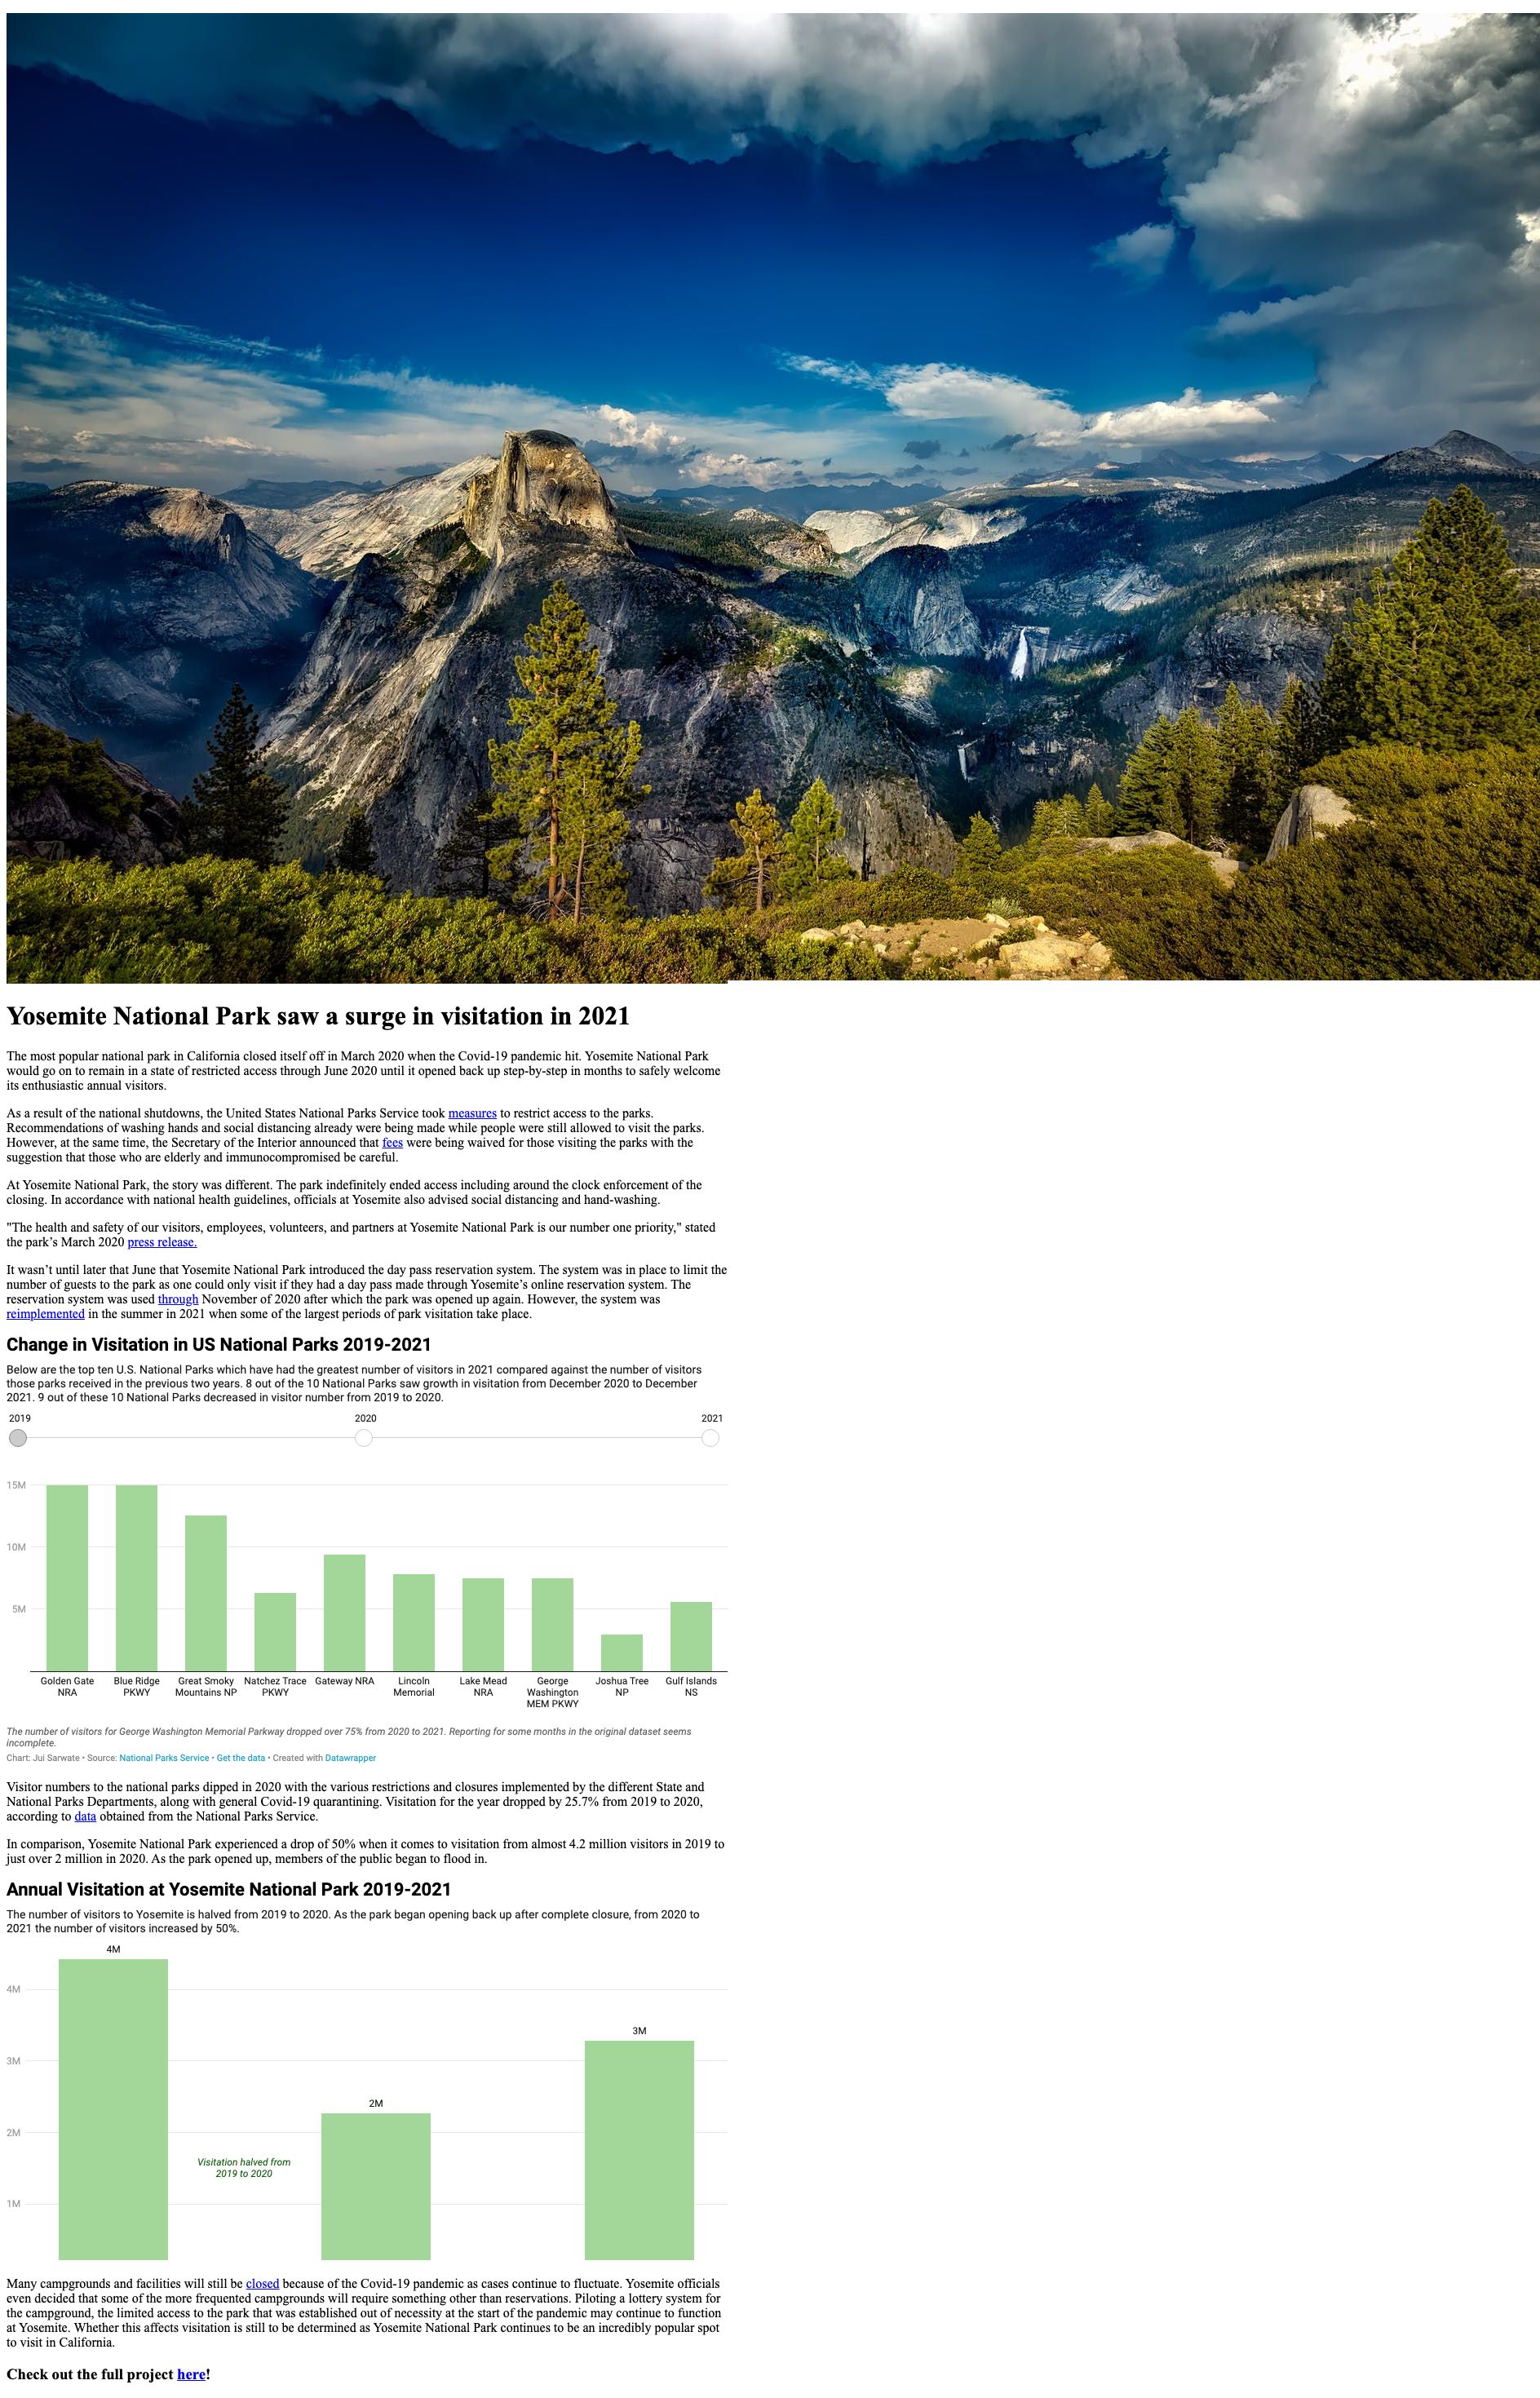 Yosemite National Park saw a surge in visitation in 2021
The most popular national park in California closed itself off in March 2020 when the Covid-19 pandemic hit. Yosemite National Park
would go on to remain in a state of restricted access through June 2020 until it opened back up step-by-step in months to safely welcome
its enthusiastic annual visitors.
As a result of the national shutdowns, the United States National Parks Service took measures to restrict access to the parks.
Recommendations of washing hands and social distancing already were being made while people were still allowed to visit the parks.
However, at the same time, the Secretary of the Interior announced that fees were being waived for those visiting the parks with the
suggestion that those who are elderly and immunocompromised be careful.
At Yosemite National Park, the story was different. The park indefinitely ended access including around the clock enforcement of the
closing. In accordance with national health guidelines, officials at Yosemite also advised social distancing and hand-washing.
"The health and safety of our visitors, employees, volunteers, and partners at Yosemite National Park is our number one priority," stated
the park’s March 2020 press release.
It wasn’t until later that June that Yosemite National Park introduced the day pass reservation system. The system was in place to limit the
number of guests to the park as one could only visit if they had a day pass made through Yosemite’s online reservation system. The
reservation system was used through November of 2020 after which the park was opened up again. However, the system was
reimplemented in the summer in 2021 when some of the largest periods of park visitation take place.
Change in Visitation in US National Parks 2019-2021
Below are the top ten U.S. National Parks which have had the greatest number of visitors in 2021 compared against the number of visitors
those parks received in the previous two years. 8 out of the 10 National Parks saw growth in visitation from December 2020 to December
2021. 9 out of these 10 National Parks decreased in visitor number from 2019 to 2020.
2019 2020 2021
15M
10M
5M
Golden Gate Blue Ridge Great Smoky Natchez Trace Gateway NRA Lincoln Lake Mead George Joshua Tree Gulf Islands
NRA PKWY Mountains NP PKWY Memorial NRA Washington NP NS
MEM PKWY
The number of visitors for George Washington Memorial Parkway dropped over 75% from 2020 to 2021. Reporting for some months in the original dataset seems
incomplete.
Chart: Jui Sarwate • Source: National Parks Service • Get the data • Created with Datawrapper
Visitor numbers to the national parks dipped in 2020 with the various restrictions and closures implemented by the different State and
National Parks Departments, along with general Covid-19 quarantining. Visitation for the year dropped by 25.7% from 2019 to 2020,
according to data obtained from the National Parks Service.
In comparison, Yosemite National Park experienced a drop of 50% when it comes to visitation from almost 4.2 million visitors in 2019 to
just over 2 million in 2020. As the park opened up, members of the public began to flood in.
Annual Visitation at Yosemite National Park 2019-2021
The number of visitors to Yosemite is halved from 2019 to 2020. As the park began opening back up after complete closure, from 2020 to
2021 the number of visitors increased by 50%.
4M
4M
3M
3M
2M
2M
Visitation halved from
2019 to 2020
1M
Many campgrounds and facilities will still be closed because of the Covid-19 pandemic as cases continue to fluctuate. Yosemite officials
even decided that some of the more frequented campgrounds will require something other than reservations. Piloting a lottery system for
the campground, the limited access to the park that was established out of necessity at the start of the pandemic may continue to function
at Yosemite. Whether this affects visitation is still to be determined as Yosemite National Park continues to be an incredibly popular spot
to visit in California.
Check out the full project here!